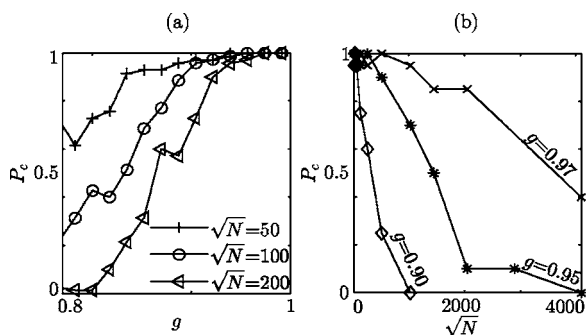 (a)
1
P_c
0.5
0
0.8
1
g
√N=50
√N=100
√N=200
(b)
1
P_c
0.5
0
0
2000
4000
√N
g=0.97
g=0.95
g=0.90